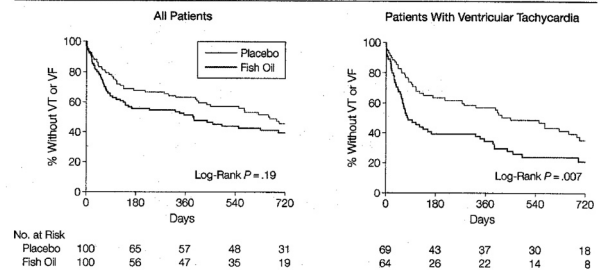 All Patients
Patients With Ventricular Tachycardia
100
80
60
40
20
0
% Without VT or VF
Placebo
Fish Oil
Log-Rank P = .19
0 180 360 540 720
Days
100
80
60
40
20
0
% Without VT or VF
Log-Rank P = .007
0 180 360 540 720
Days
No. at Risk
Placebo 100 65 57 48 31 69 43 37 30 18
Fish Oil 100 56 47 35 19 64 26 22 14 8